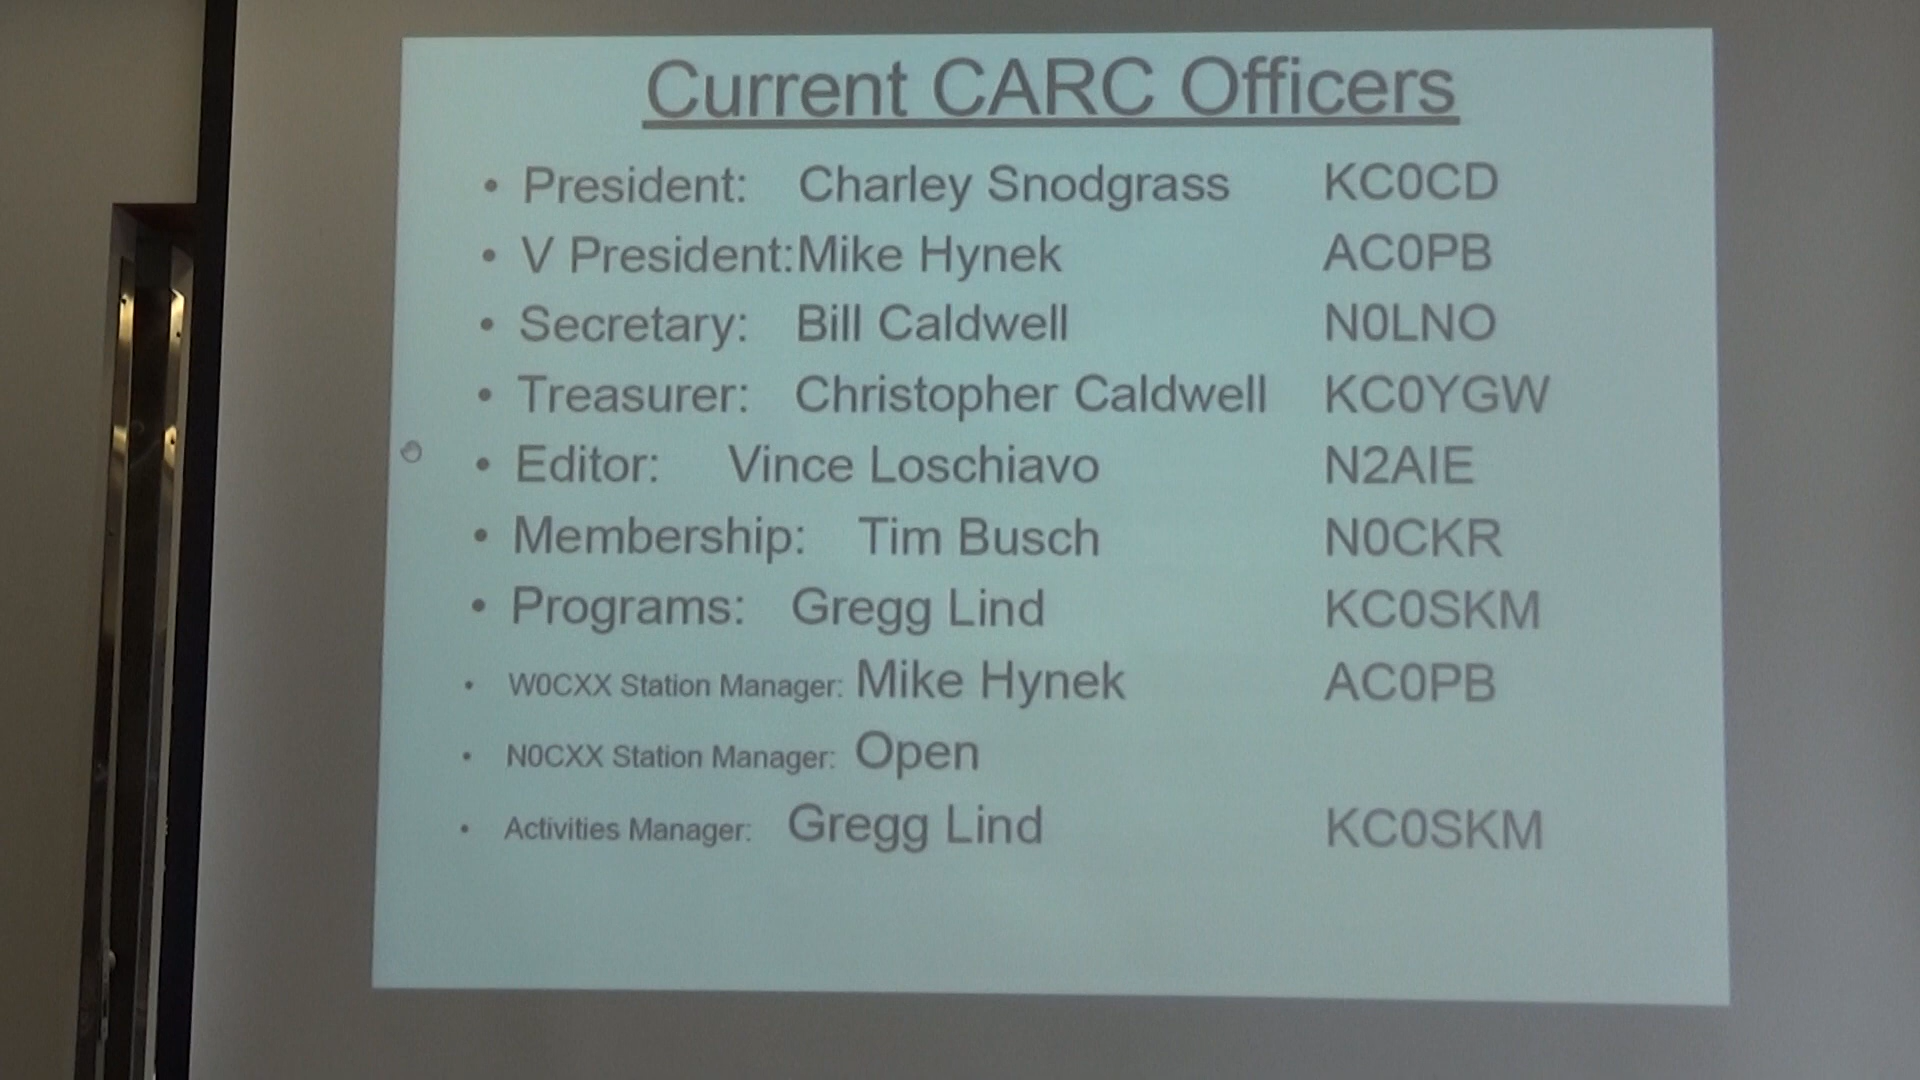 Current CARC Officers
• President: Charley Snodgrass KC0CD
• V President:Mike Hynek AC0PB
• Secretary: Bill Caldwell N0LNO
• Treasurer: Christopher Caldwell KC0YGW
• Editor: Vince Loschiavo N2AIE
• Membership: Tim Busch N0CKR
• Programs: Gregg Lind KC0SKM
• W0CXX Station Manager: Mike Hynek AC0PB
• N0CXX Station Manager: Open
• Activities Manager: Gregg Lind KC0SKM